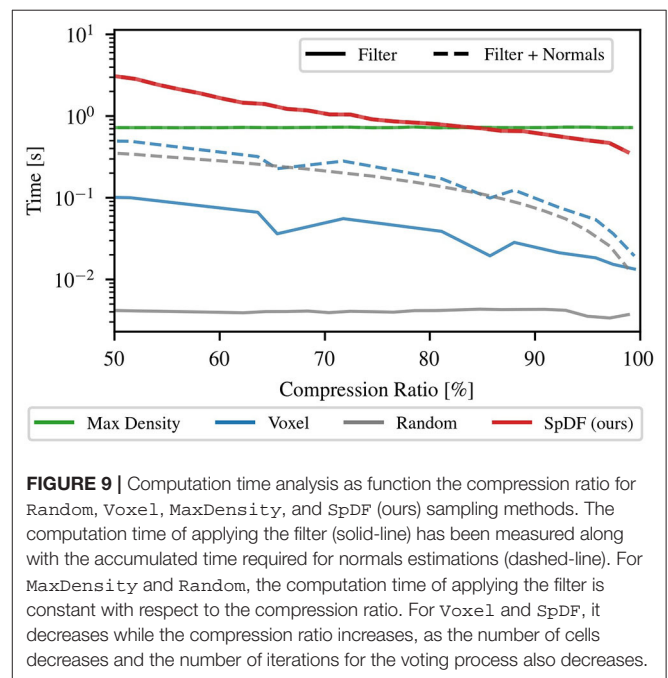 10¹
Filter
Filter + Normals
10⁰
Time [s]
10⁻¹
10⁻²
50
60
70
80
90
100
Compression Ratio [%]
Max Density
Voxel
Random
SpDF (ours)
FIGURE 9 | Computation time analysis as function the compression ratio for
Random, Voxel, MaxDensity, and SpDF (ours) sampling methods. The
computation time of applying the filter (solid-line) has been measured along
with the accumulated time required for normals estimations (dashed-line). For
MaxDensity and Random, the computation time of applying the filter is
constant with respect to the compression ratio. For Voxel and SpDF, it
decreases while the compression ratio increases, as the number of cells
decreases and the number of iterations for the voting process also decreases.